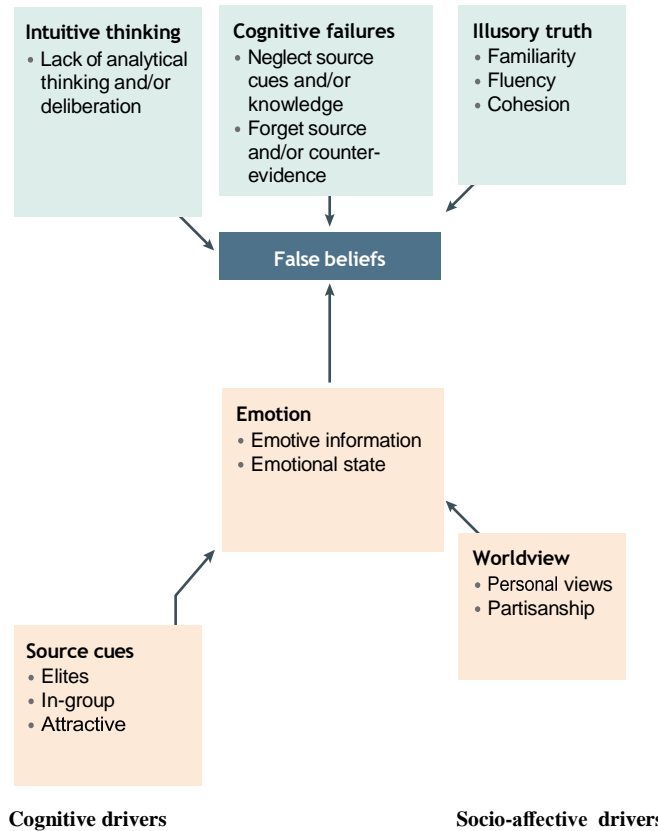 Intuitive thinking
• Lack of analytical
thinking and/or
deliberation
Cognitive failures
• Neglect source
cues and/or
knowledge
• Forget source
and/or counter-
evidence
Illusory truth
• Familiarity
• Fluency
• Cohesion
False beliefs
Emotion
• Emotive information
• Emotional state
Worldview
• Personal views
• Partisanship
Source cues
• Elites
• In-group
• Attractive
Cognitive drivers
Socio-affective drivers